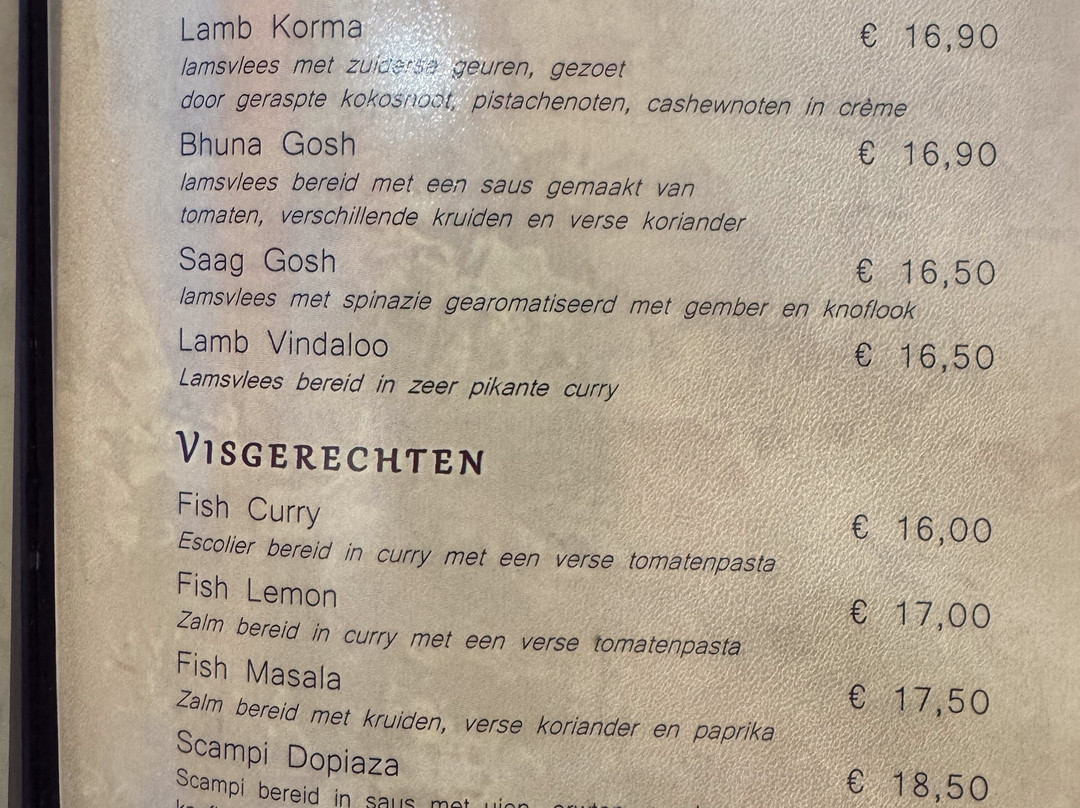 Lamb Korma € 16,90
lamsvlees met zuiderse geuren, gezoet
door geraspte kokosnoot, pistachenoten, cashewnoten in crème
Bhuna Gosh € 16,90
lamsvlees bereid met een saus gemaakt van
tomaten, verschillende kruiden en verse koriander
Saag Gosh € 16,50
lamsvlees met spinazie gearomatiseerd met gember en knoflook
Lamb Vindaloo € 16,50
Lamsvlees bereid in zeer pikante curry
VISGERECHTEN
Fish Curry € 16,00
Escolier bereid in curry met een verse tomatenpasta
Fish Lemon € 17,00
Zalm bereid in curry met een verse tomatenpasta
Fish Masala € 17,50
Zalm bereid met kruiden, verse koriander en paprika
Scampi Dopiaza € 18,50
Scampi bereid in saus met